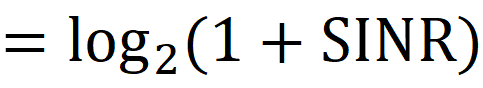 = log₂(1 + SINR)